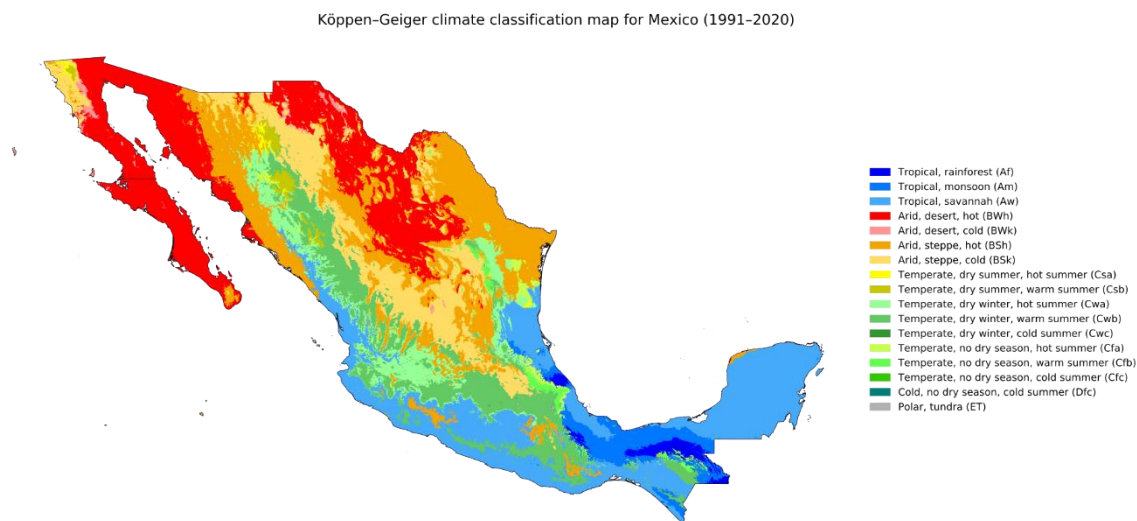 Köppen–Geiger climate classification map for Mexico (1991–2020)
Tropical, rainforest (Af)
Tropical, monsoon (Am)
Tropical, savannah (Aw)
Arid, desert, hot (BWh)
Arid, desert, cold (BWk)
Arid, steppe, hot (BSh)
Arid, steppe, cold (BSk)
Temperate, dry summer, hot summer (Csa)
Temperate, dry summer, warm summer (Csb)
Temperate, dry winter, hot summer (Cwa)
Temperate, dry winter, warm summer (Cwb)
Temperate, dry winter, cold summer (Cwc)
Temperate, no dry season, hot summer (Cfa)
Temperate, no dry season, warm summer (Cfb)
Temperate, no dry season, cold summer (Cfc)
Cold, no dry season, cold summer (Dfc)
Polar, tundra (ET)